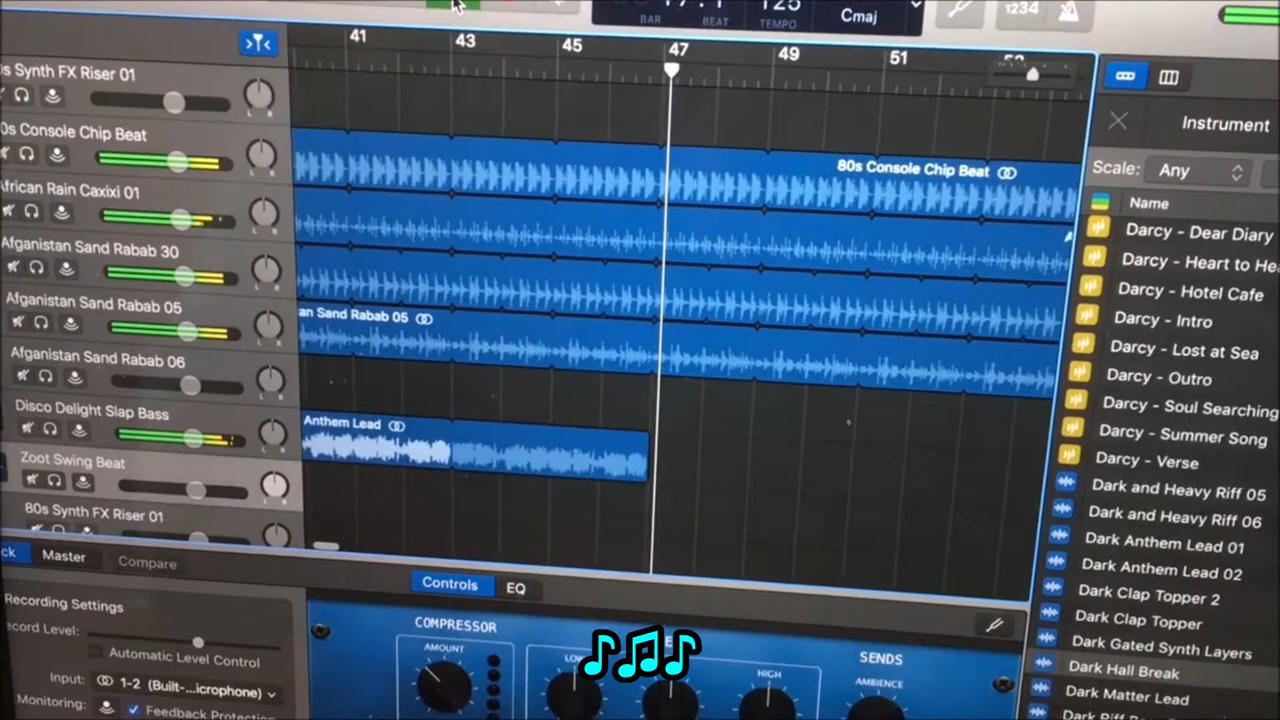 BAR
BEAT
TEMPO
125
Cmaj
1234
41
43
45
47
49
51
Synth FX Riser 01
Console Chip Beat
African Rain Caxixi 01
Afganistan Sand Rabab 30
Afganistan Sand Rabab 05
Afganistan Sand Rabab 06
Disco Delight Slap Bass
Zoot Swing Beat
80s Synth FX Riser 01
L R
80s Console Chip Beat
an Sand Rabab 05
Anthem Lead
Instrument
Scale: Any
Name
Darcy - Dear Diary
Darcy - Heart to He
Darcy - Hotel Cafe
Darcy - Intro
Darcy - Lost at Sea
Darcy - Outro
Darcy - Soul Searching
Darcy - Summer Song
Darcy - Verse
Dark and Heavy Riff 05
Dark and Heavy Riff 06
Dark Anthem Lead 01
Dark Anthem Lead 02
Dark Clap Topper 2
Dark Clap Topper
Dark Gated Synth Layers
Dark Hall Break
Dark Matter Lead
ck Master Compare
Recording Settings
ecord Level:
Automatic Level Control
Input: 1-2 (Built-...icrophone)
Monitoring: Feedback Protection
Controls EQ
COMPRESSOR
AMOUNT
LOW
HIGH
SENDS
AMBIENCE